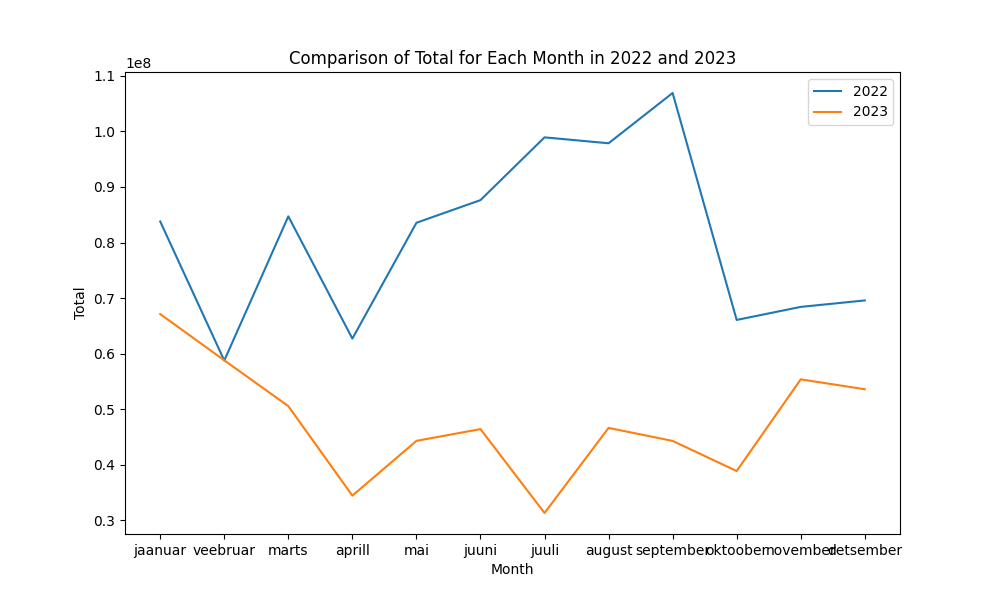 Comparison of Total for Each Month in 2022 and 2023
1e8
1.1
1.0
0.9
0.8
0.7
0.6
0.5
0.4
0.3
Total
2022
2023
jaanuar veebruar marts aprill mai juuni juuli august september oktoober november detsember
Month